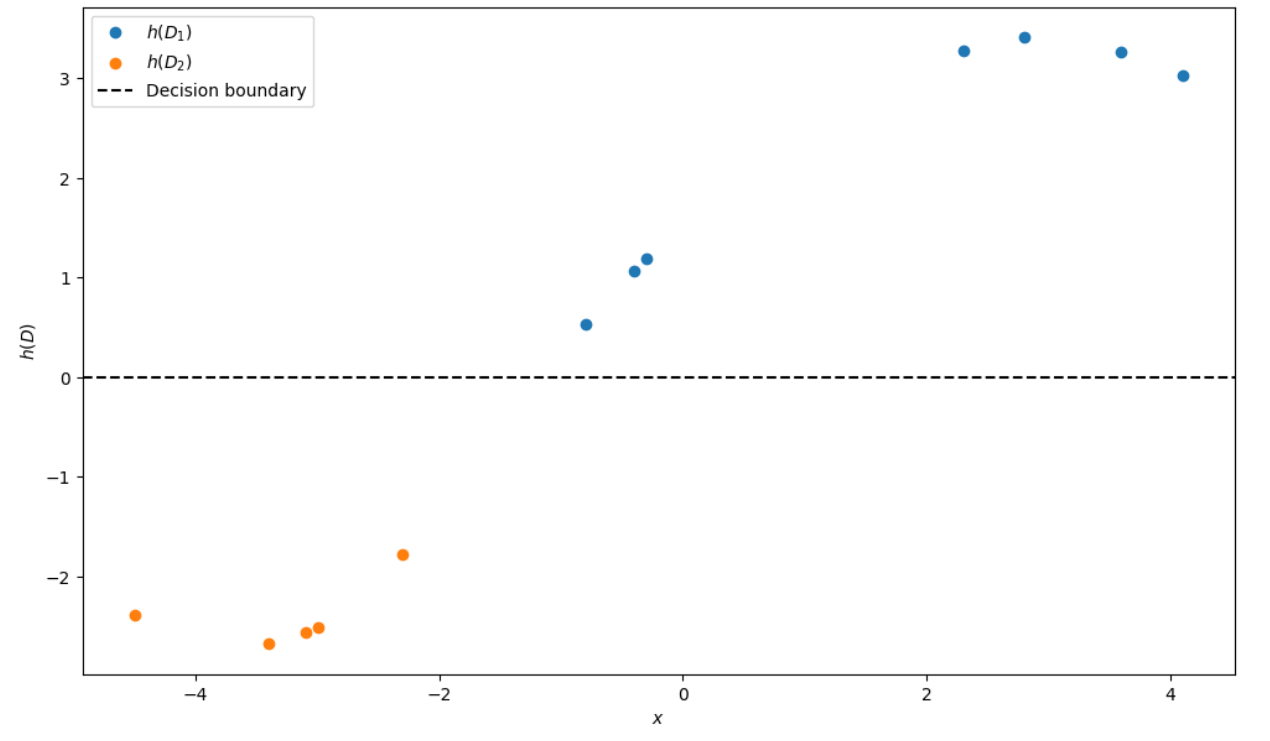 h(D₁)
h(D₂)
Decision boundary
3
2
1
0
−1
−2
h(D)
−4
−2
0
2
4
x